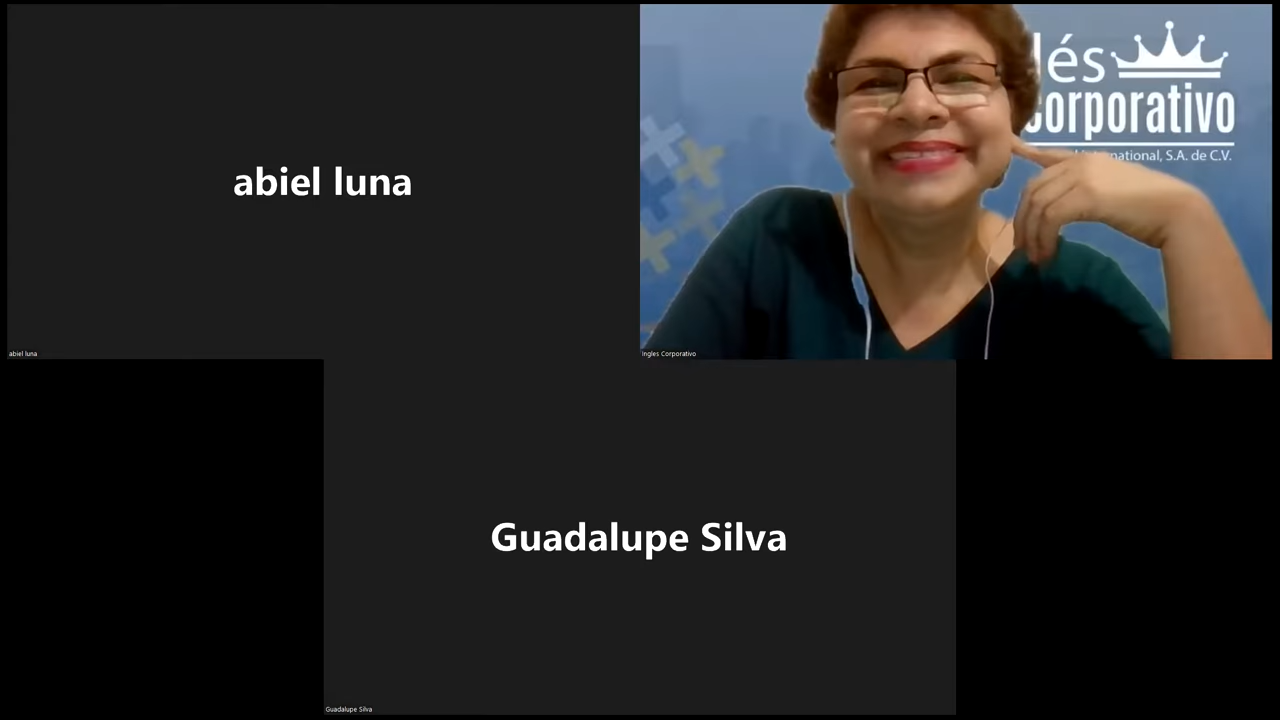 abiel luna
lés
corporativo
national, S.A. de C.V.
abiel luna
Ingles Corporativo
Guadalupe Silva
Guadalupe Silva